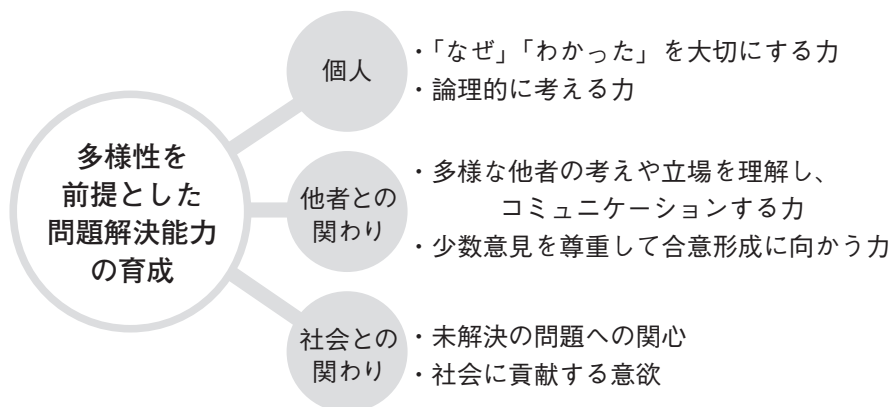 多様性を
前提とした
問題解決能力
の育成
個人
・「なぜ」「わかった」を大切にする力
・論理的に考える力
他者との
関わり
・多様な他者の考えや立場を理解し、
コミュニケーションする力
・少数意見を尊重して合意形成に向かう力
社会との
関わり
・未解決の問題への関心
・社会に貢献する意欲